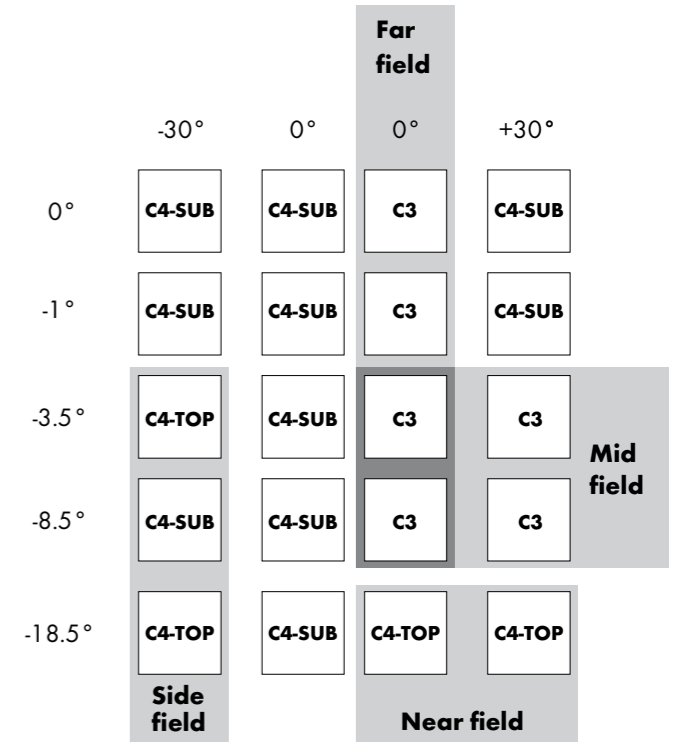 Far
field
-30° 0° 0° +30°
0° C4-SUB C4-SUB C3 C4-SUB
-1° C4-SUB C4-SUB C3 C4-SUB
-3.5° C4-TOP C4-SUB C3 C3
Mid
field
-8.5° C4-SUB C4-SUB C3 C3
-18.5° C4-TOP C4-SUB C4-TOP C4-TOP
Side
field
Near field